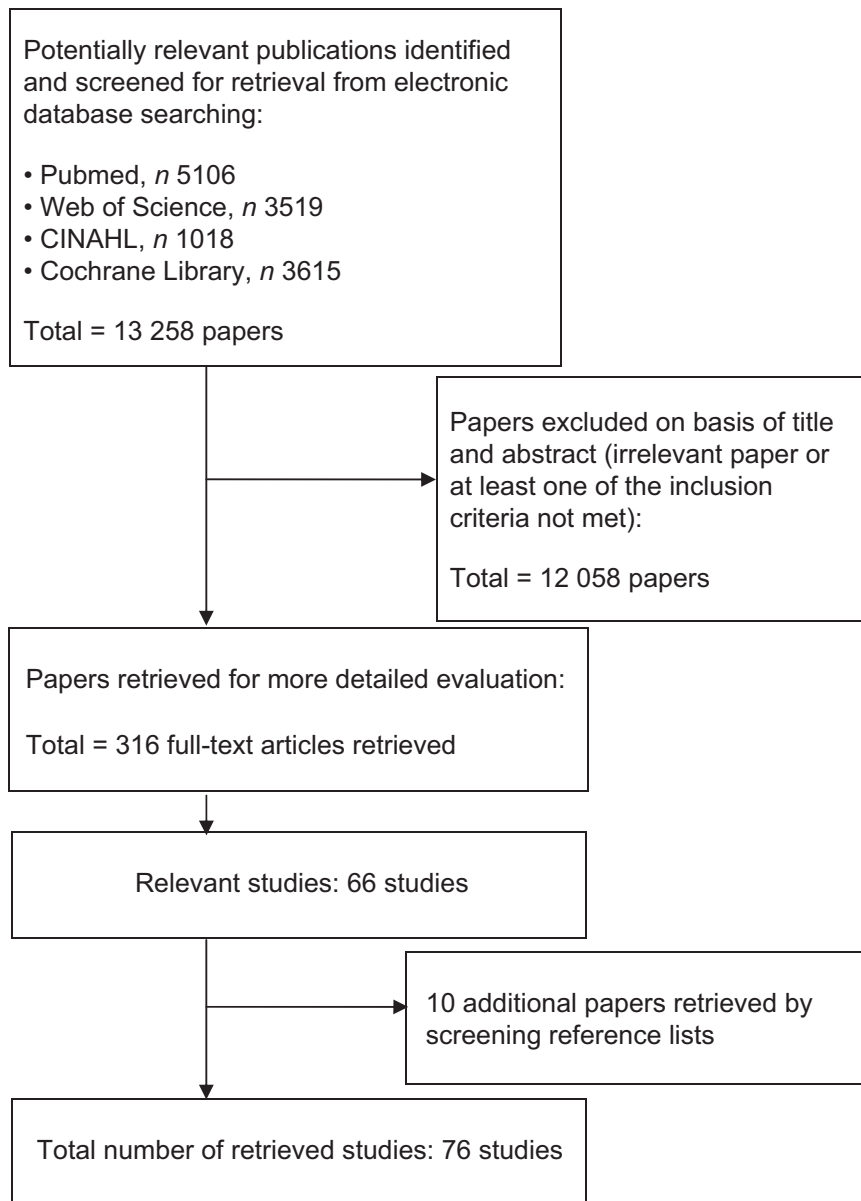 Potentially relevant publications identified
and screened for retrieval from electronic
database searching:
• Pubmed, n 5106
• Web of Science, n 3519
• CINAHL, n 1018
• Cochrane Library, n 3615
Total = 13 258 papers
Papers excluded on basis of title
and abstract (irrelevant paper or
at least one of the inclusion
criteria not met):
Total = 12 058 papers
Papers retrieved for more detailed evaluation:
Total = 316 full-text articles retrieved
Relevant studies: 66 studies
10 additional papers retrieved by
screening reference lists
Total number of retrieved studies: 76 studies